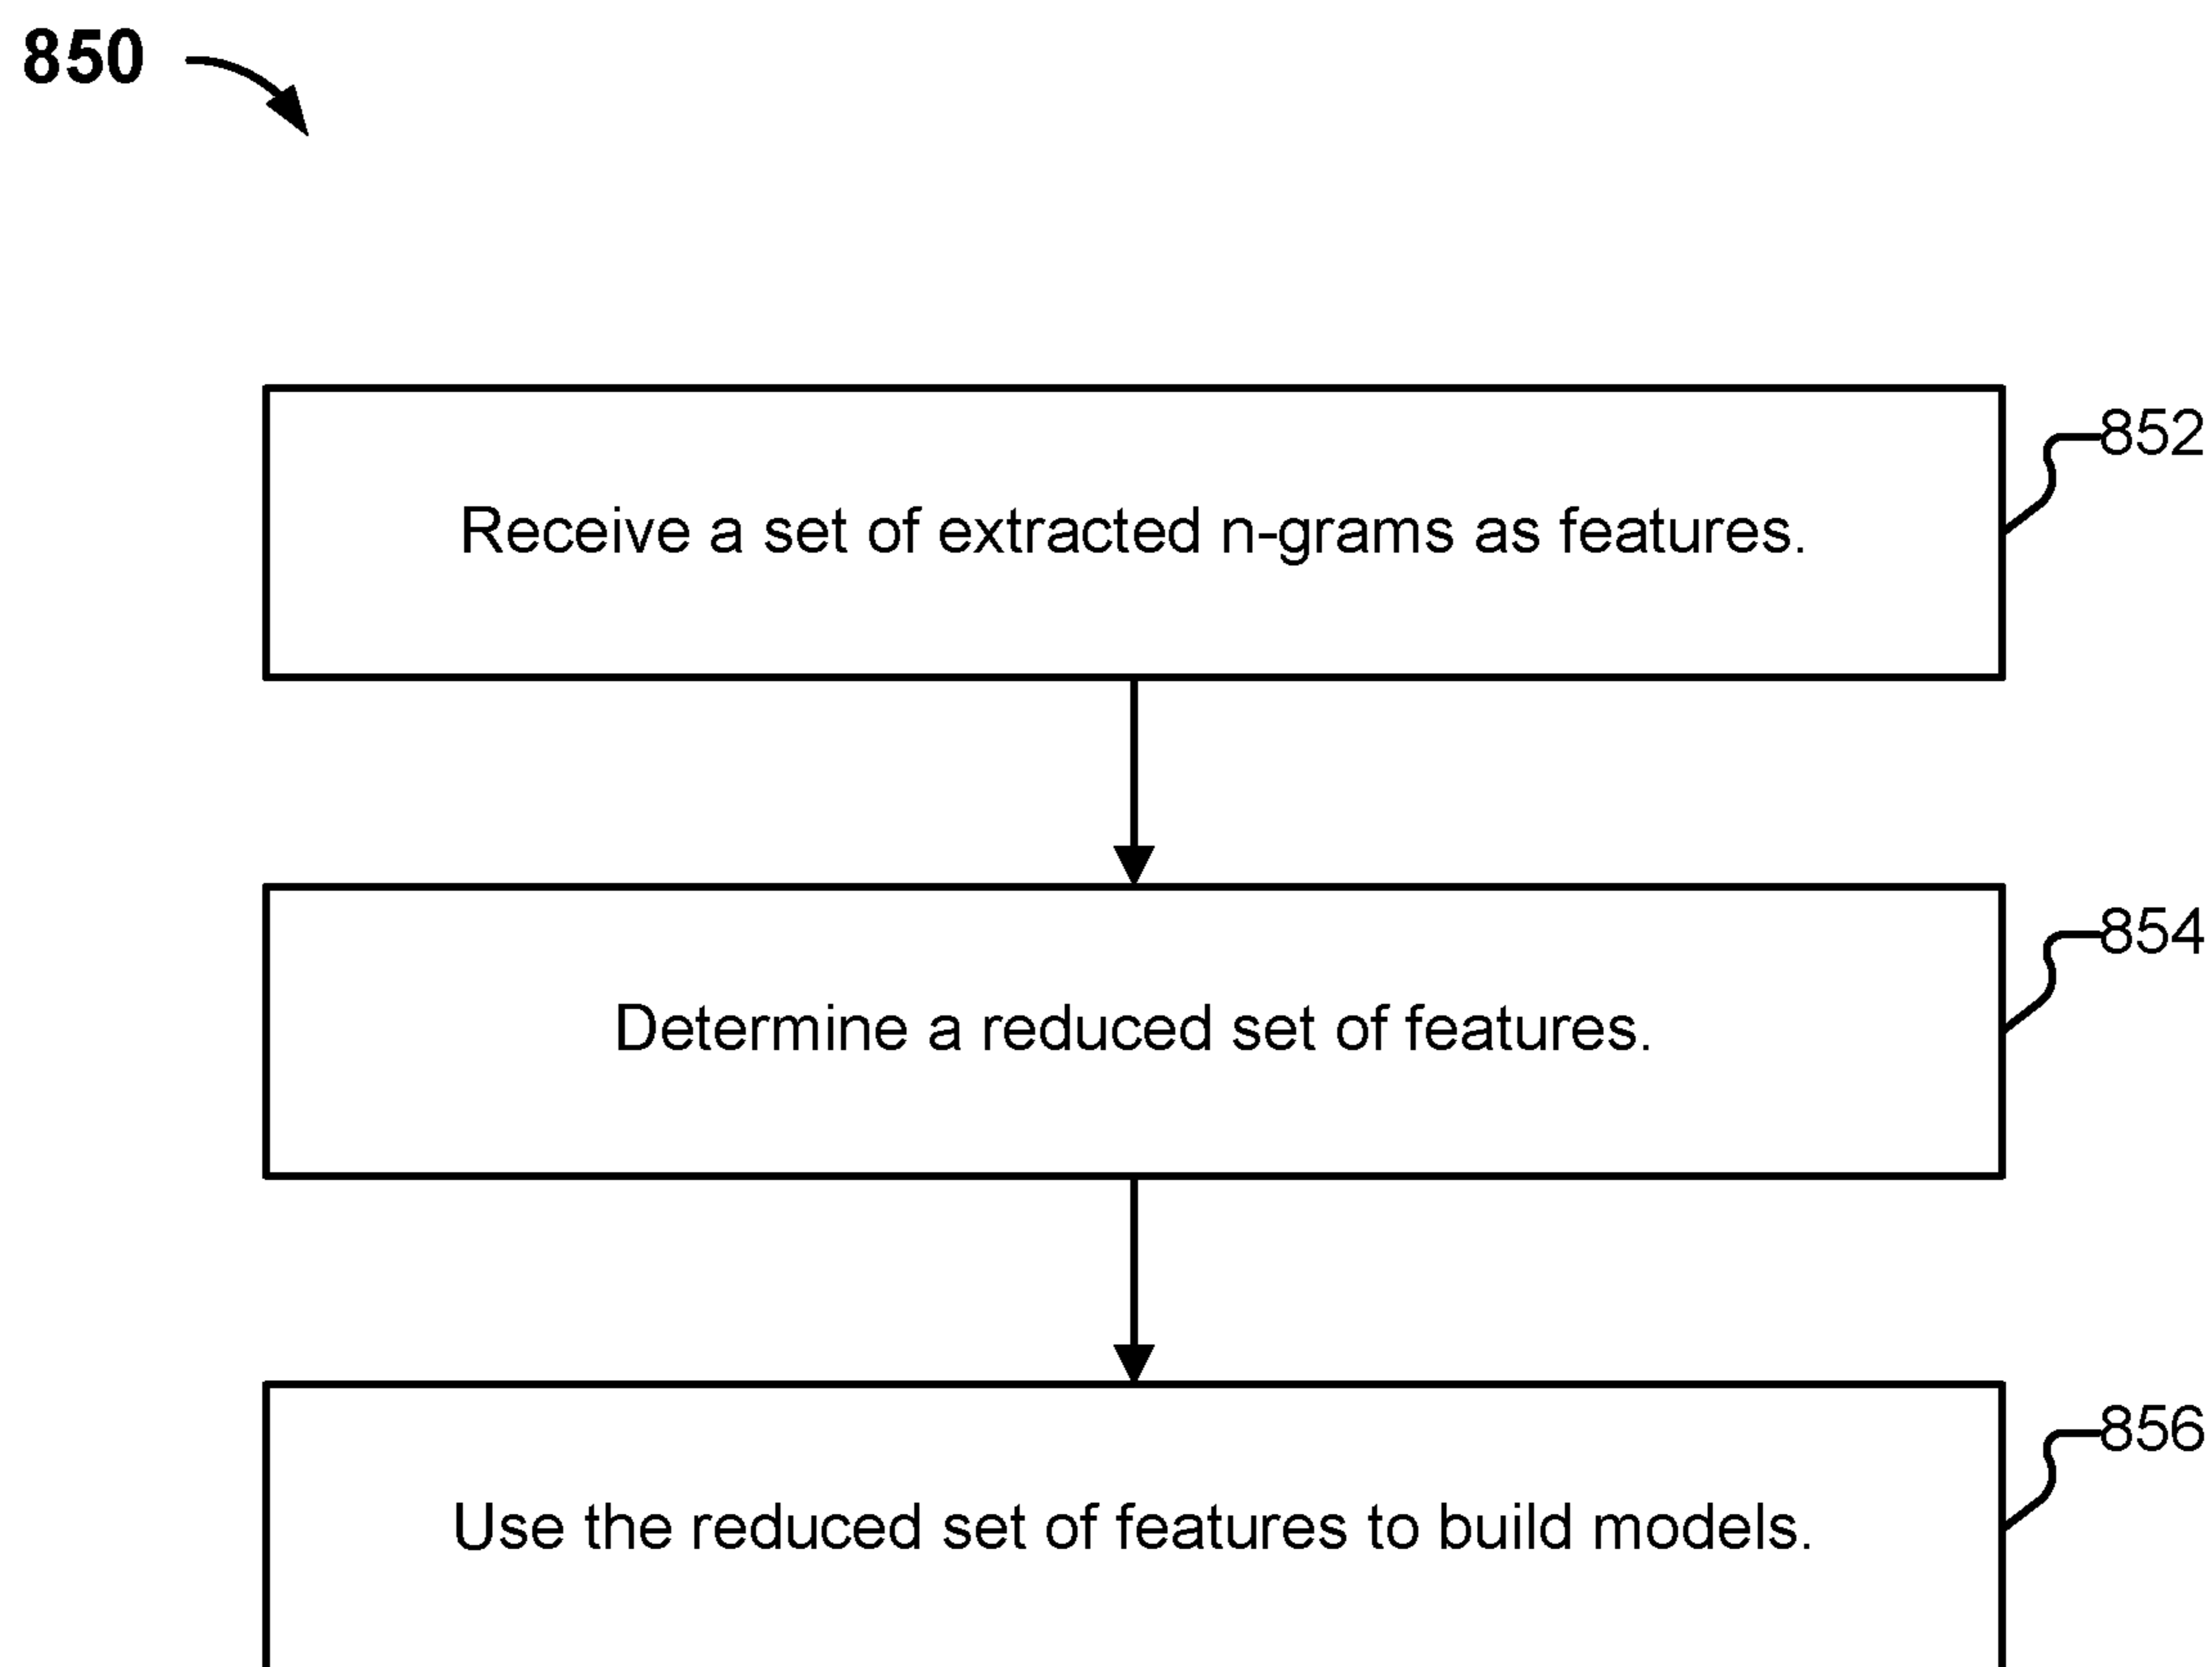 850
852
Receive a set of extracted n-grams as features.
854
Determine a reduced set of features.
856
Use the reduced set of features to build models.